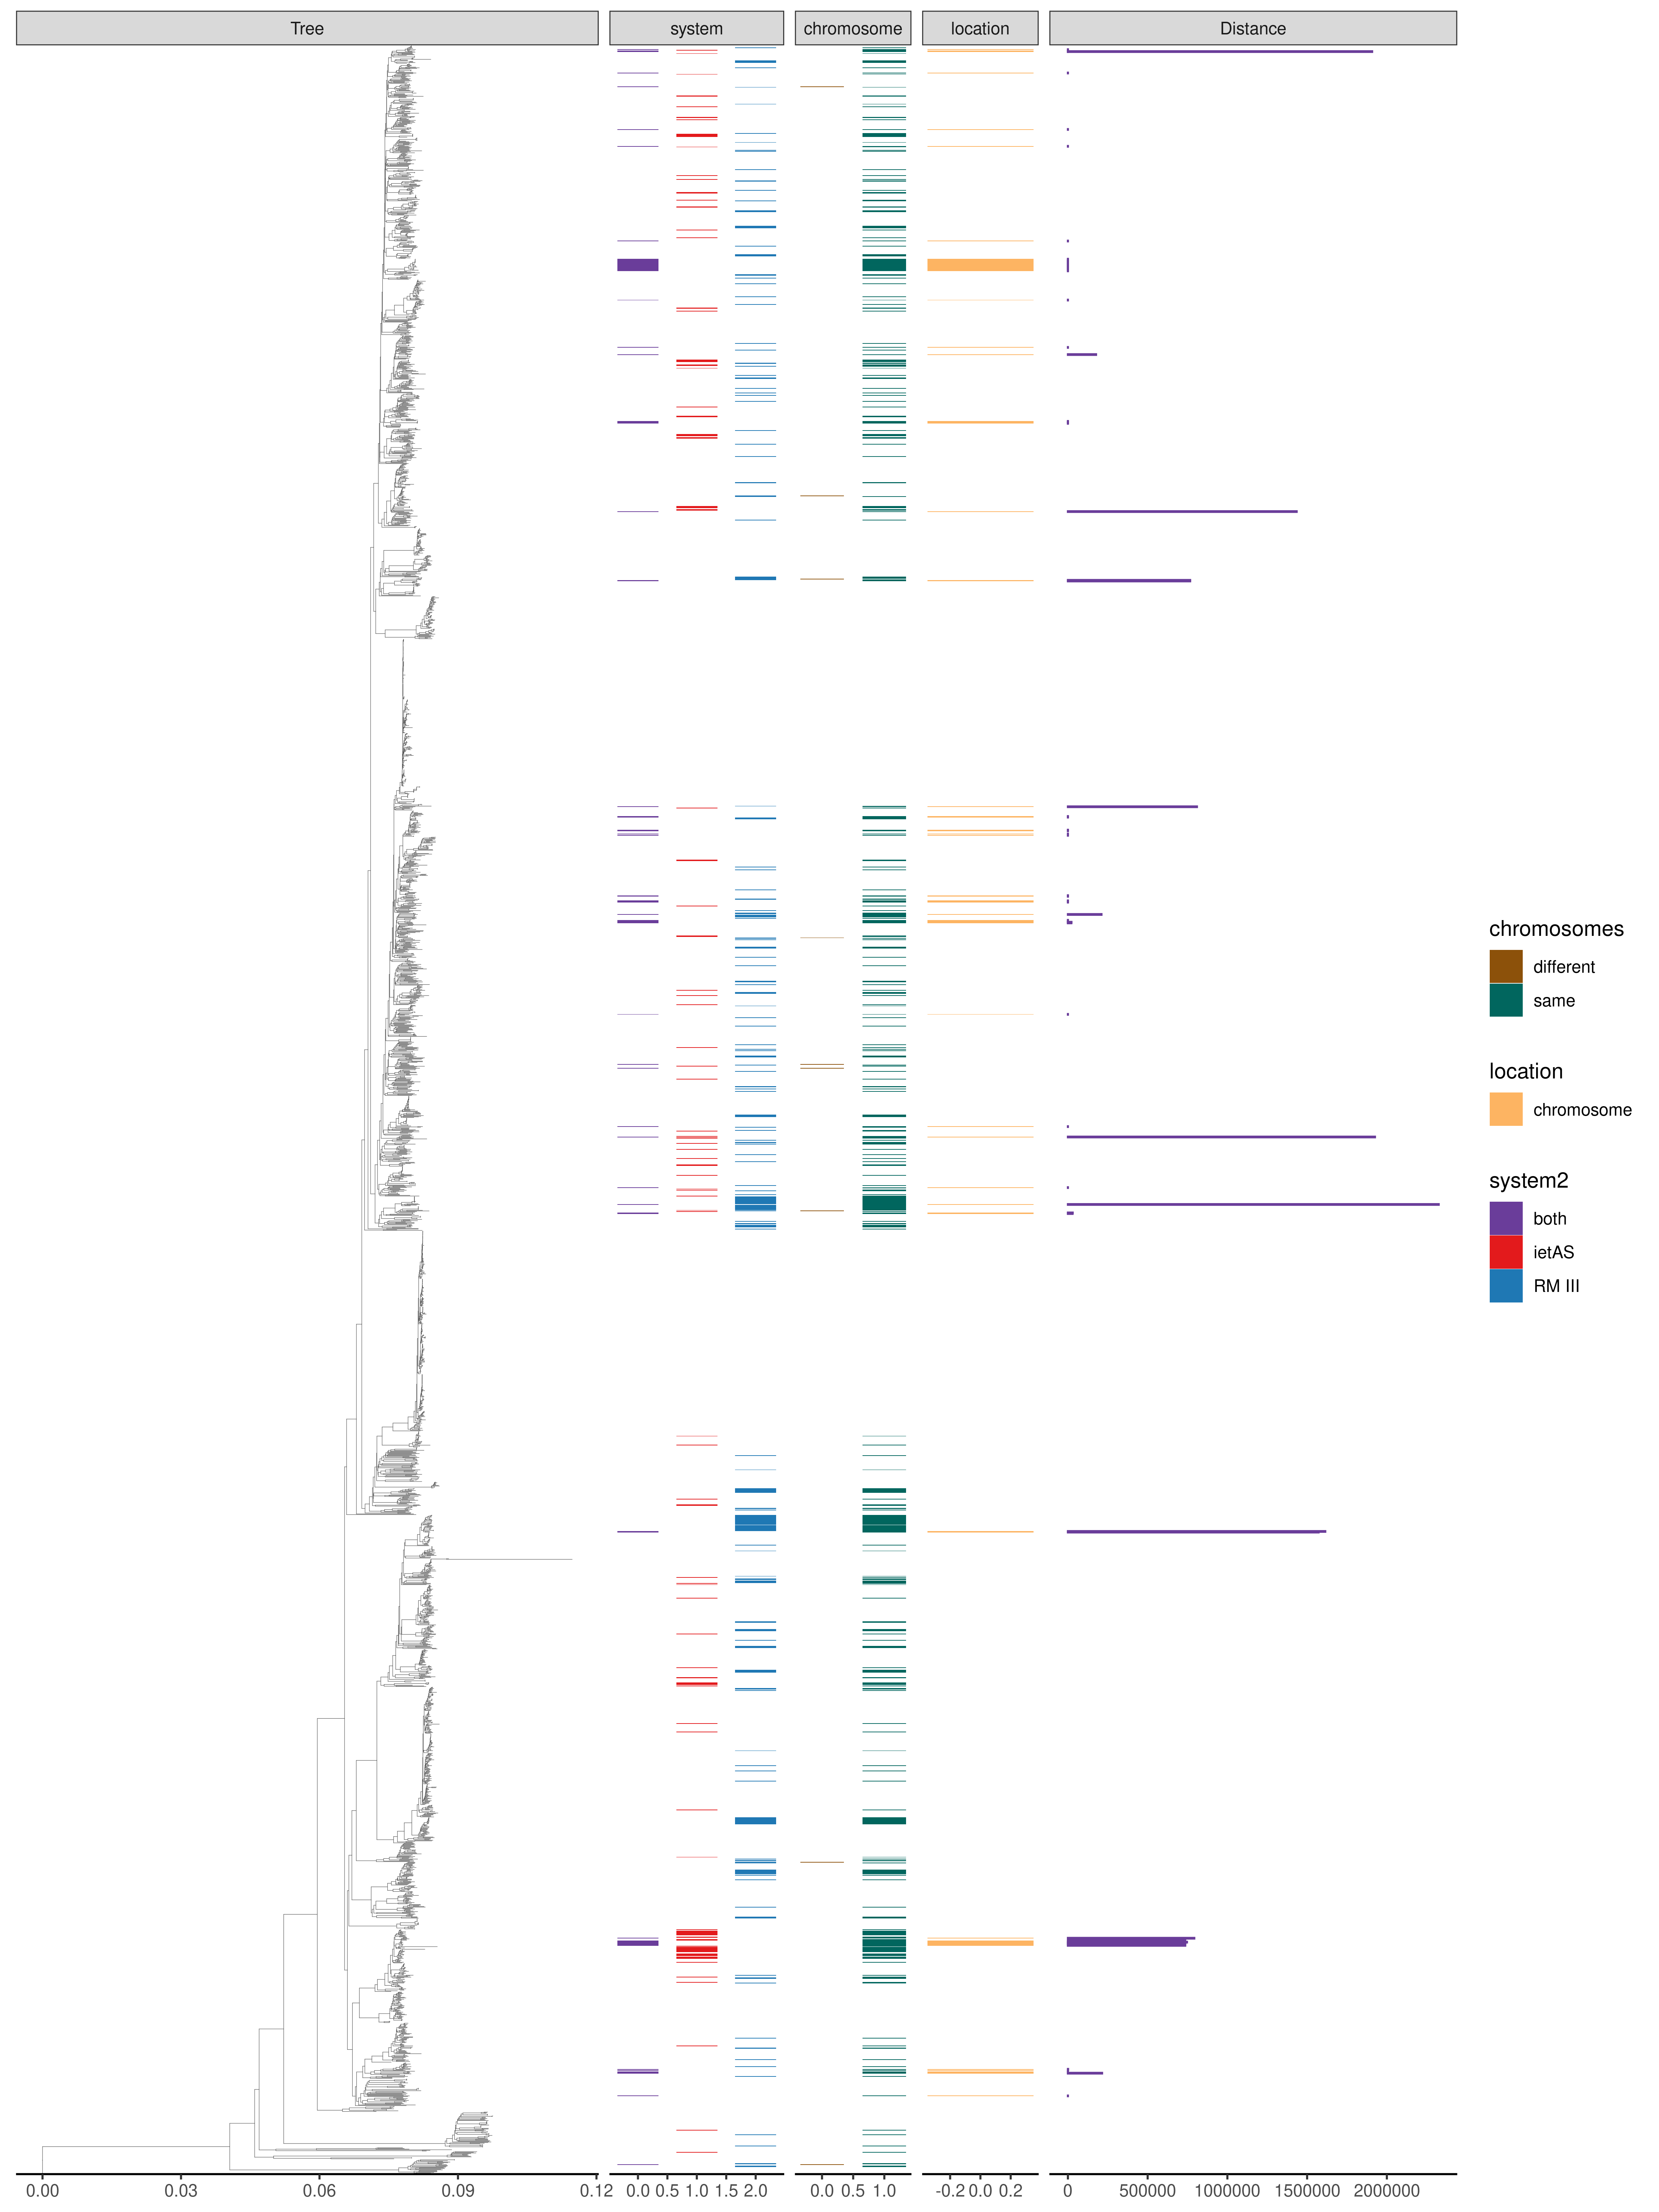 Tree system chromosome location Distance
chromosomes
different
same
location
chromosome
system2
both
ietAS
RM III
0.00 0.03 0.06 0.09 0.12 0.0 0.5 1.0 1.5 2.0 0.0 0.5 1.0 -0.2 0.0 0.2 0 500000 1000000 1500000 2000000